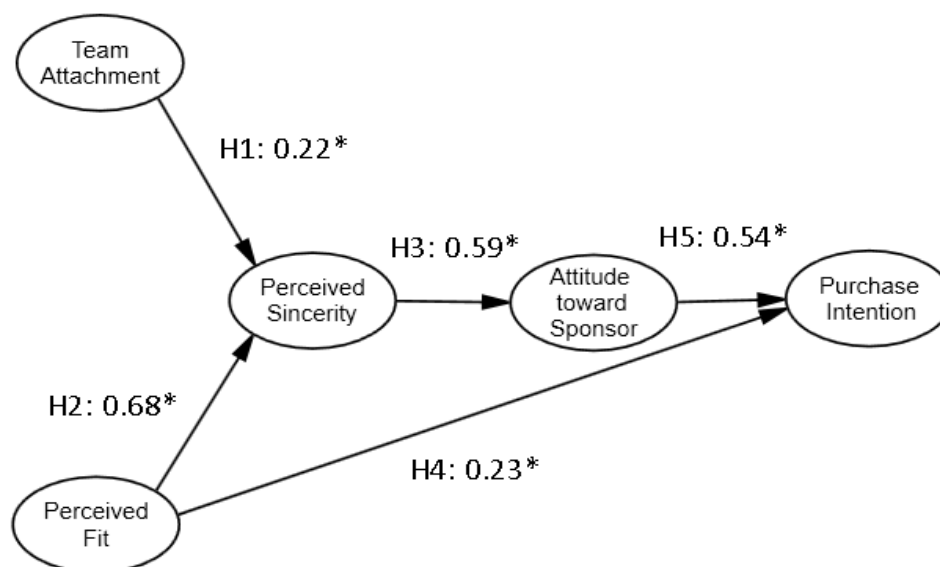 Team
Attachment
H1: 0.22*
H3: 0.59*
H5: 0.54*
Perceived
Sincerity
Attitude
toward
Sponsor
Purchase
Intention
H2: 0.68*
H4: 0.23*
Perceived
Fit